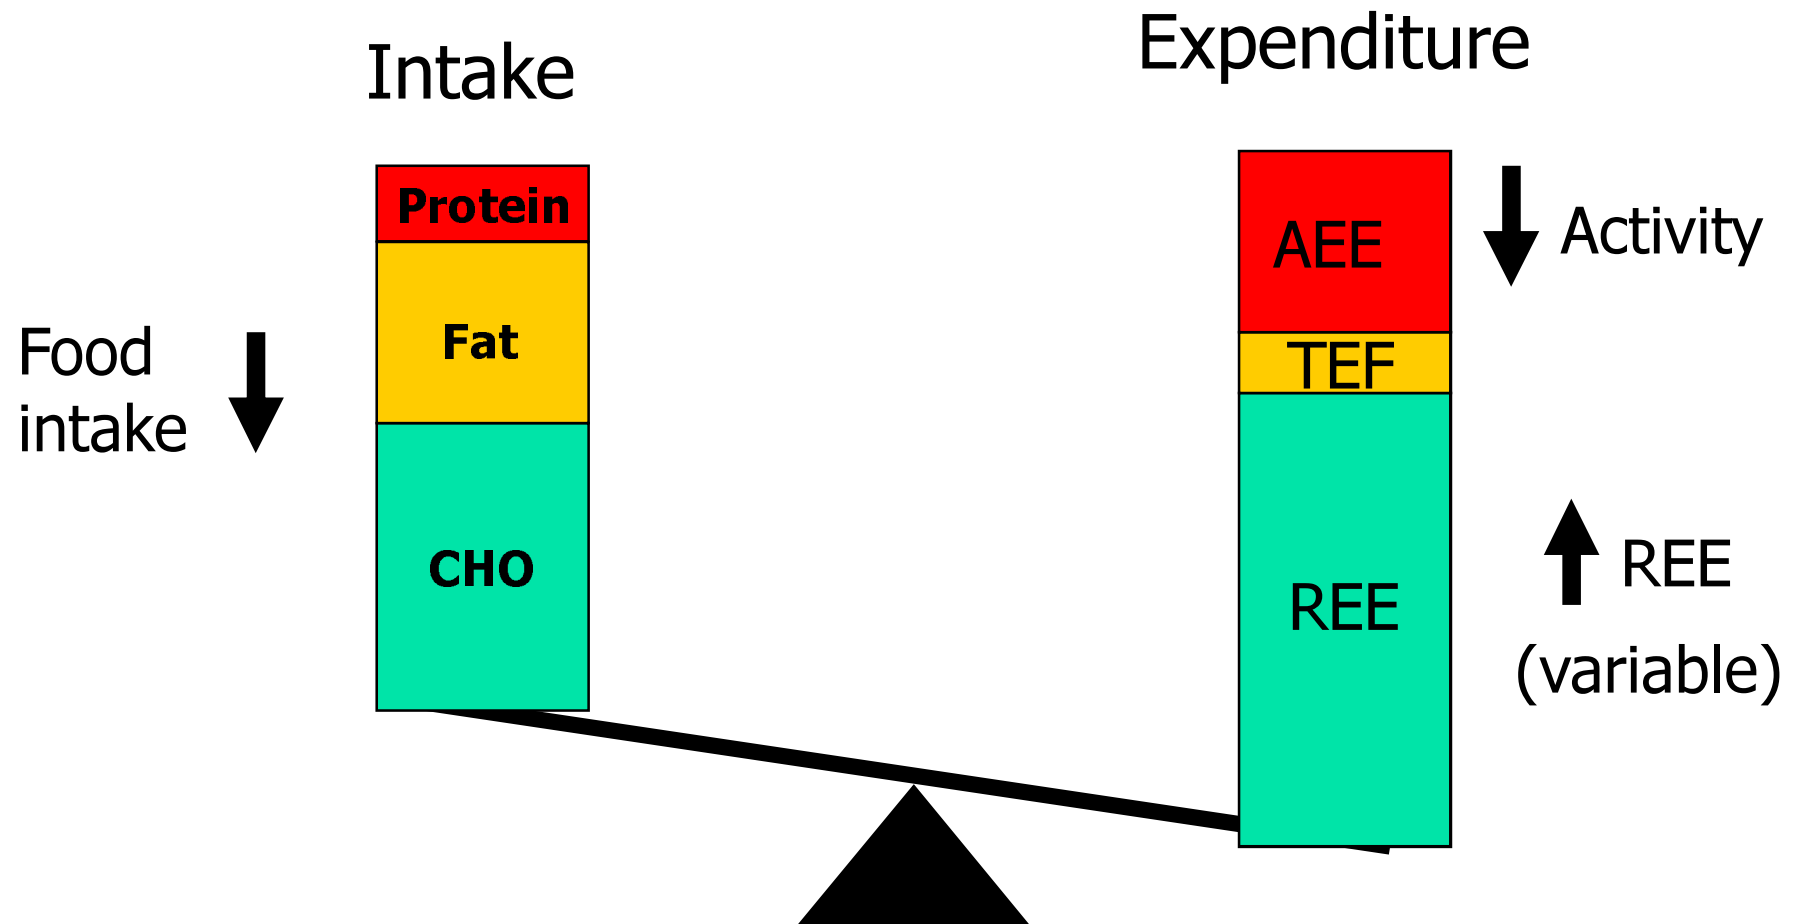 Intake
Expenditure
Protein
Fat
CHO
Food
intake
AEE
TEF
REE
Activity
REE
(variable)